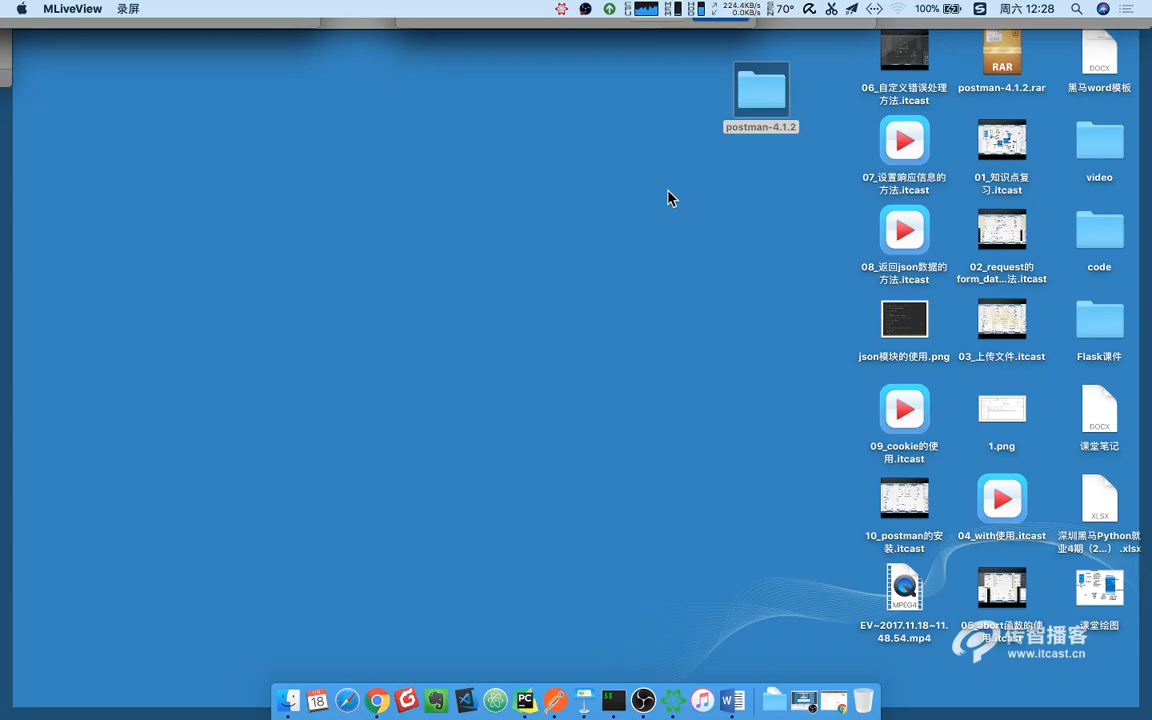 MLiveView 录屏
224.4KB/s
0.0KB/s
70°
100%
周六 12:28
postman-4.1.2
06_自定义错误处理
方法.itcast
RAR
postman-4.1.2.rar
DOCX
黑马word模板
07_设置响应信息的
方法.itcast
01_知识点复
习.itcast
video
08_返回json数据的
方法.itcast
02_request的
form_dat...法.itcast
code
json模块的使用.png
03_上传文件.itcast
Flask课件
09_cookie的使
用.itcast
1.png
DOCX
课堂笔记
10_postman的安
装.itcast
04_with使用.itcast
XLSX
深圳黑马Python就
业4期（2...） .xlsx
MPEG4
EV~2017.11.18~11.
48.54.mp4
05_abort函数的使
用.itcast
课堂绘图
传智播客
www.itcast.cn
18
PC